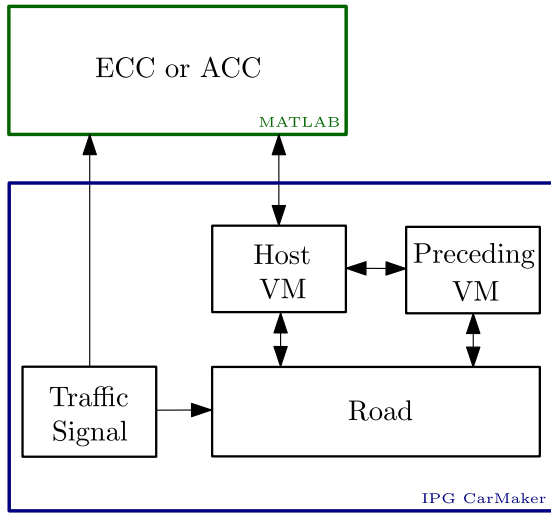 ECC or ACC
MATLAB
Host
VM
Preceding
VM
Traffic
Signal
Road
IPG CarMaker